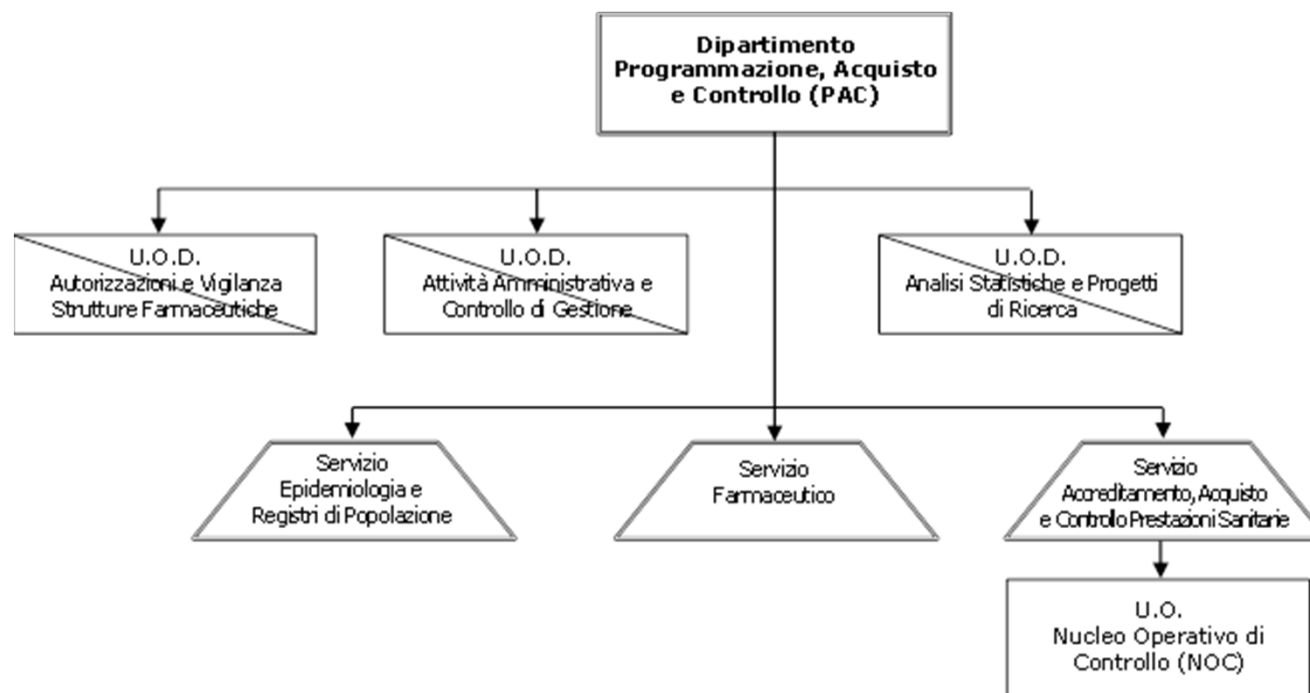 Dipartimento
Programmazione, Acquisto
e Controllo (PAC)
U.O.D.
Autorizzazioni e Vigilanza
Strutture Farmaceutiche
U.O.D.
Attività Amministrativa e
Controllo di Gestione
U.O.D.
Analisi Statistiche e Progetti
di Ricerca
Servizio
Epidemiologia e
Registri di Popolazione
Servizio
Farmaceutico
Servizio
Accreditamento, Acquisto
e Controllo Prestazioni Sanitarie
U.O.
Nucleo Operativo di
Controllo (NOC)